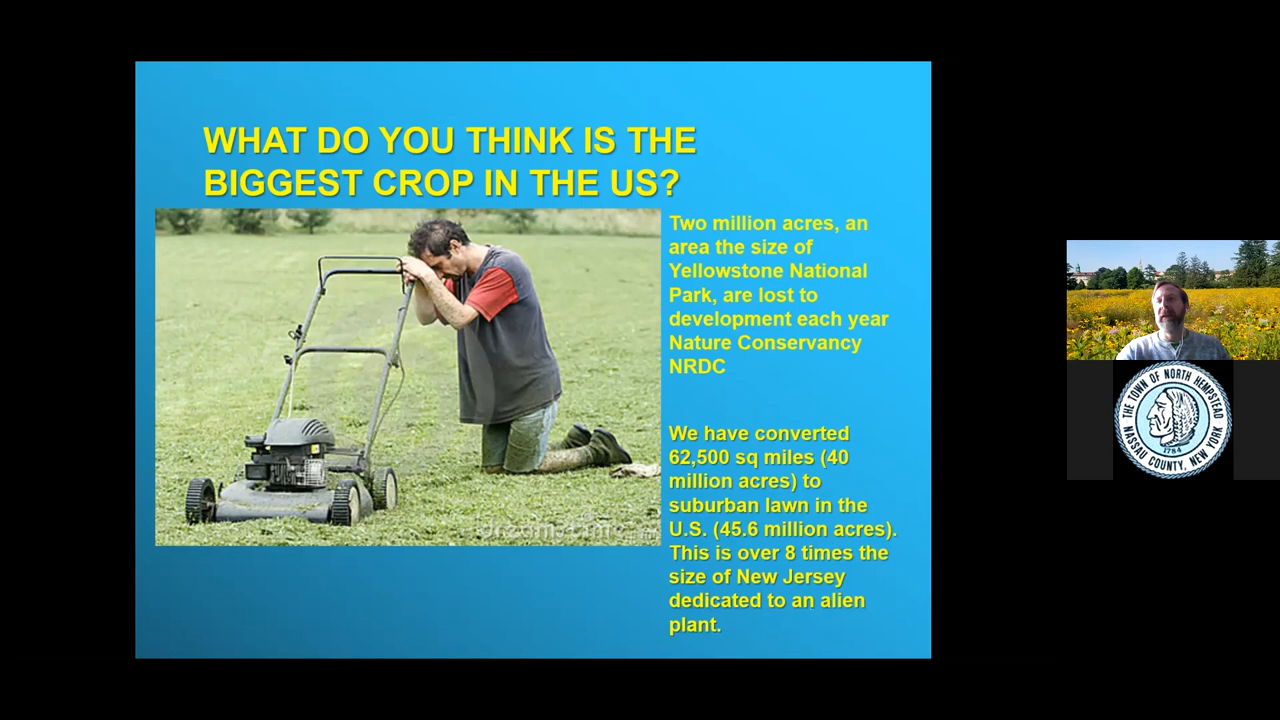 WHAT DO YOU THINK IS THE
BIGGEST CROP IN THE US?
Two million acres, an
area the size of
Yellowstone National
Park, are lost to
development each year
Nature Conservancy
NRDC
We have converted
62,500 sq miles (40
million acres) to
suburban lawn in the
U.S. (45.6 million acres).
This is over 8 times the
size of New Jersey
dedicated to an alien
plant.
dreamstime
THE TOWN OF NORTH HEMPSTEAD
1784
NASSAU COUNTY, NEW YORK